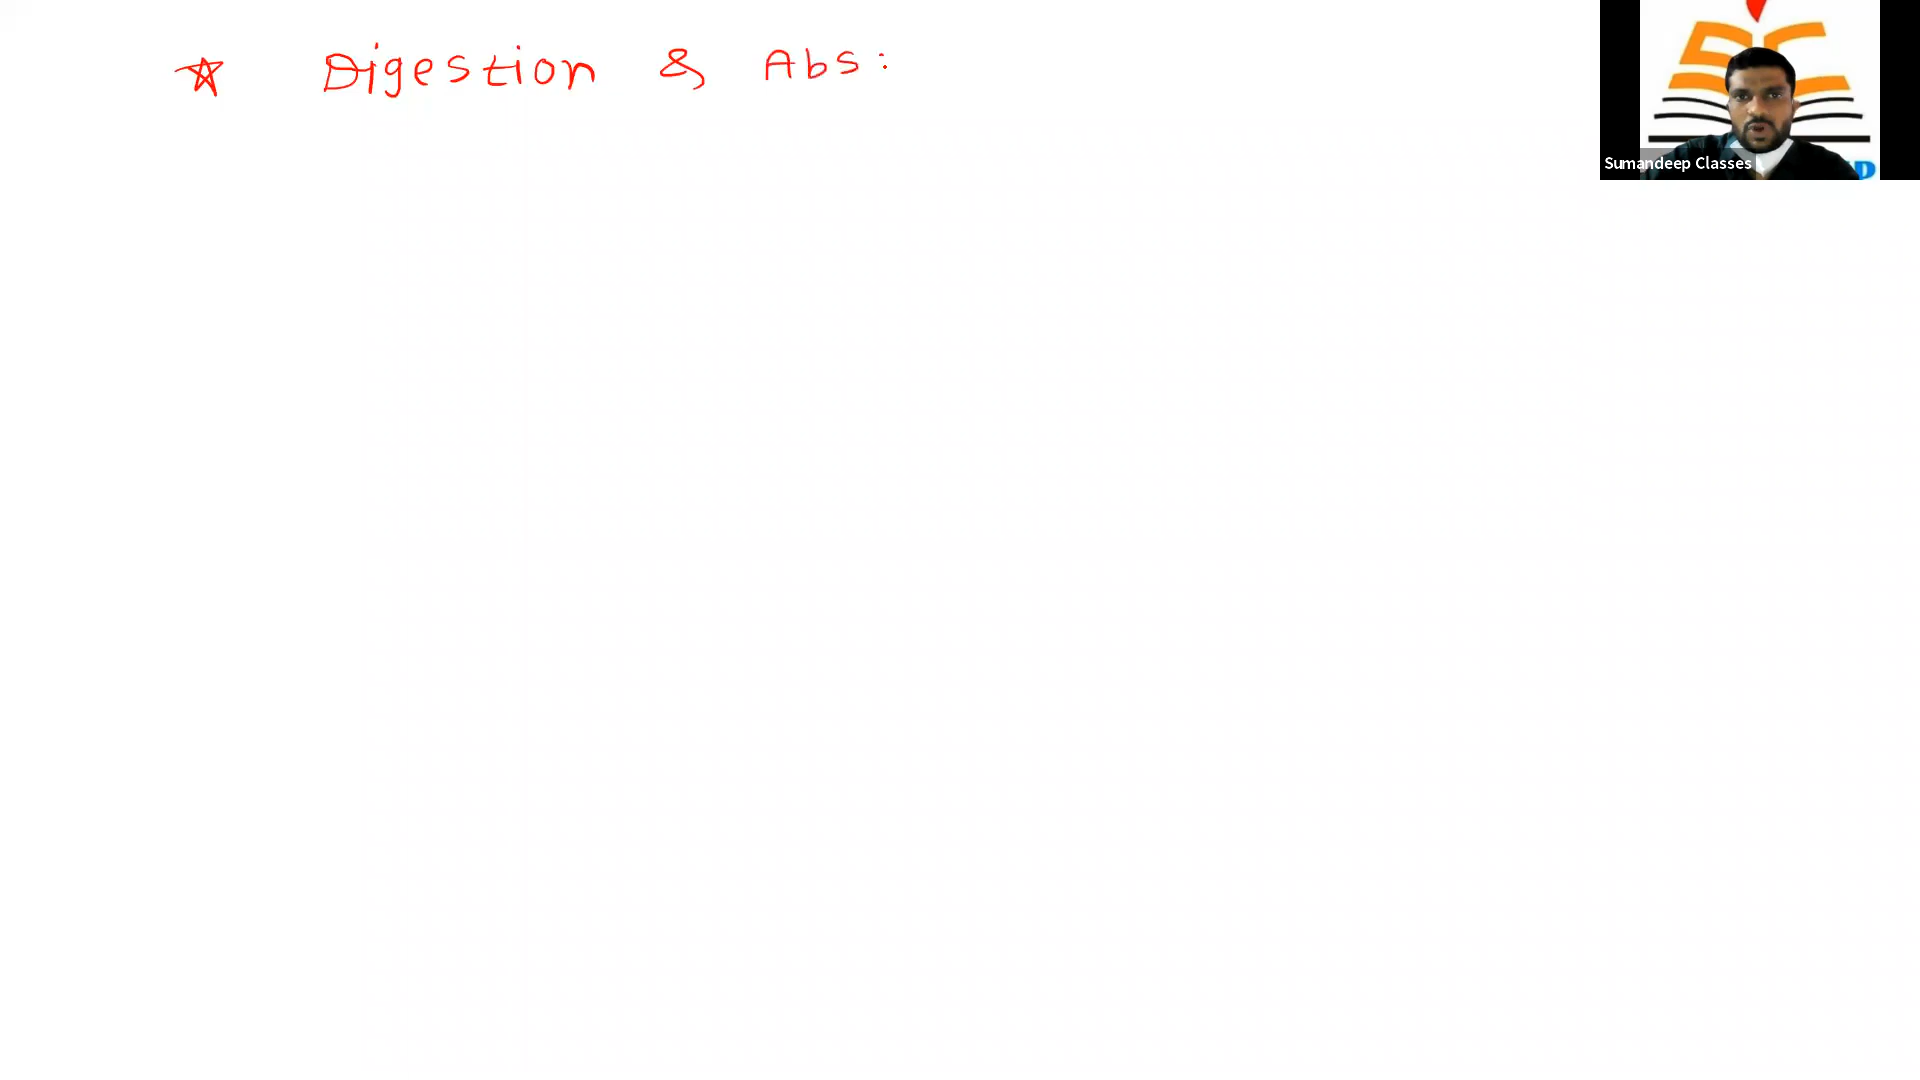 ☆ Digestion & Abs :
Sumandeep Classes